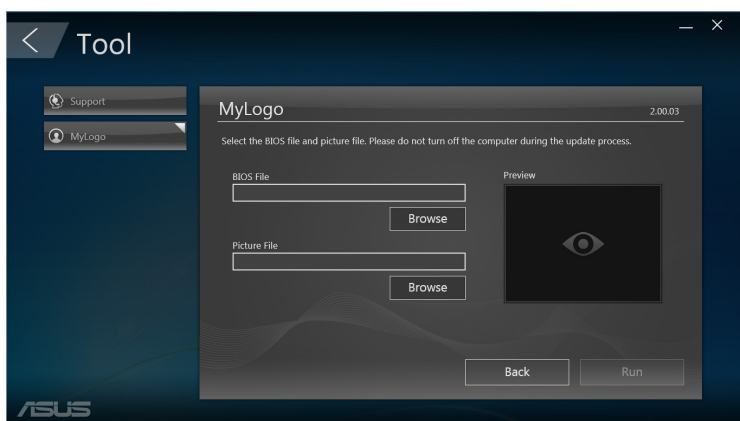 Tool
Support
MyLogo
MyLogo
2.00.03
Select the BIOS file and picture file. Please do not turn off the computer during the update process.
BIOS File
Browse
Picture File
Browse
Preview
Back
Run
ASUS